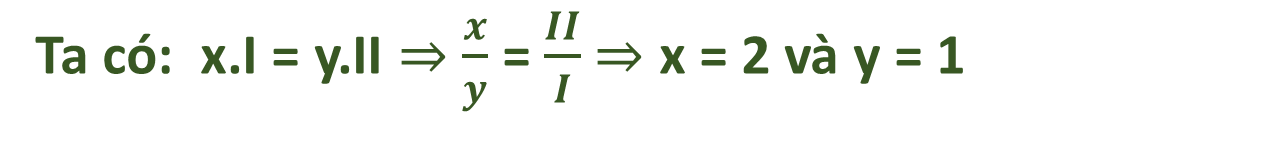 Ta có: x.I = y.II ⇒ x/y = II/I ⇒ x = 2 và y = 1